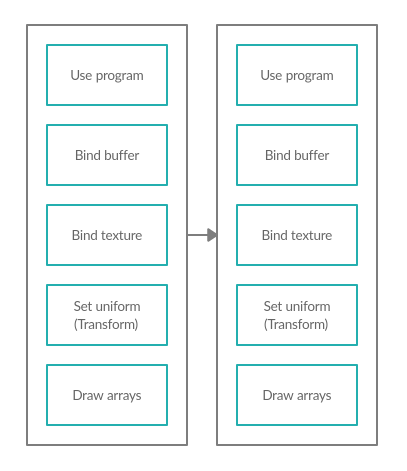 Use program
Bind buffer
Bind texture
Set uniform
(Transform)
Draw arrays
Use program
Bind buffer
Bind texture
Set uniform
(Transform)
Draw arrays